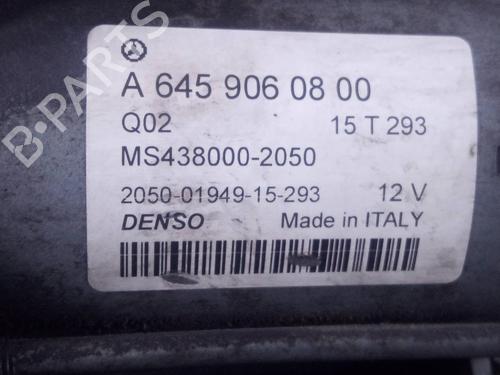 A 645 906 08 00
Q02 15 T 293
MS438000-2050
2050-01949-15-293 12 V
DENSO Made in ITALY
B-PARTS